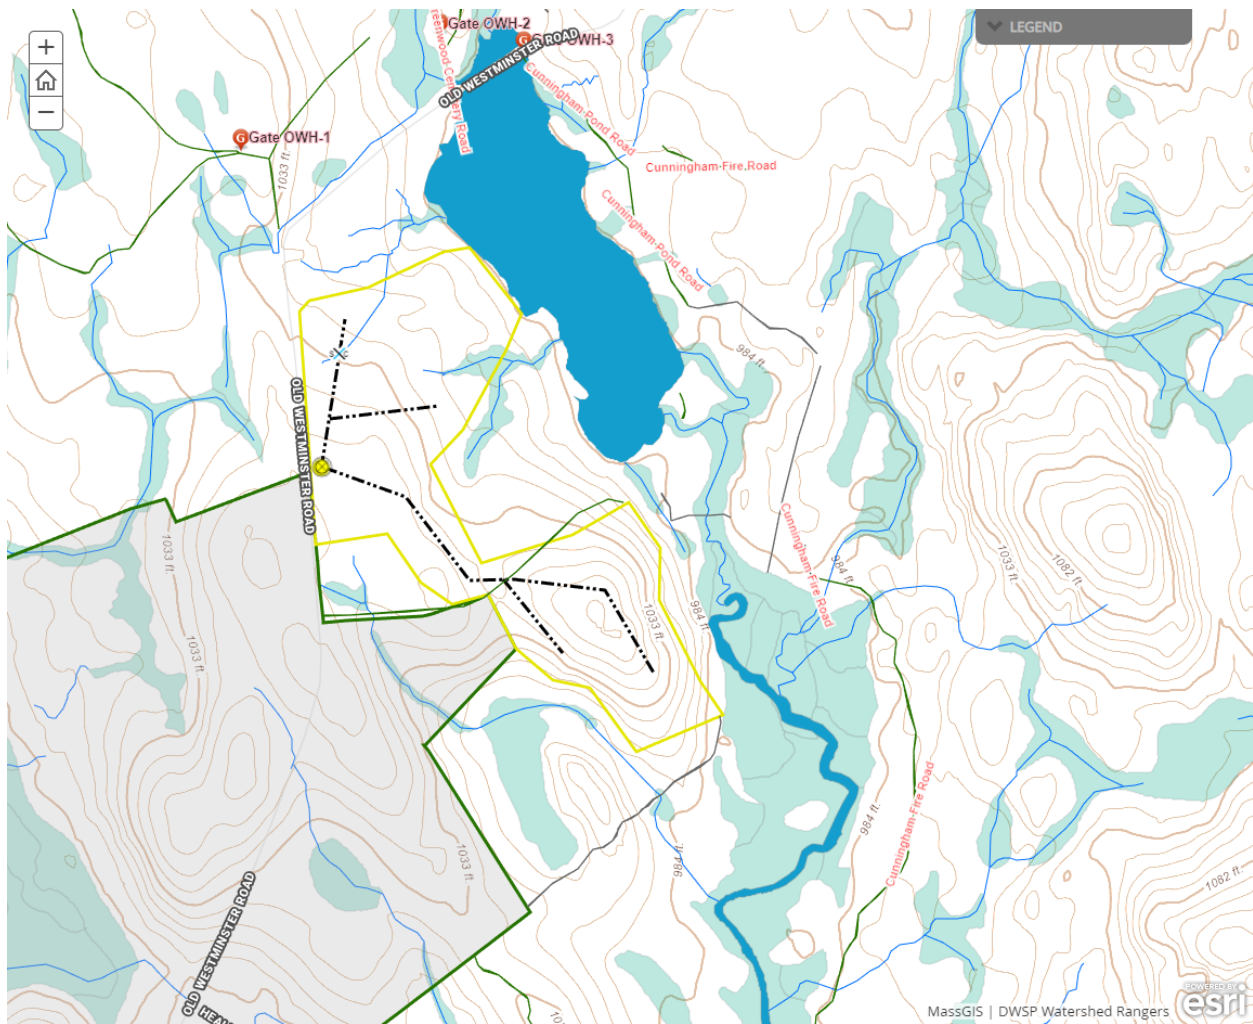 Gate OWH-2
Gate OWH-3
LEGEND
OLD WESTMINSTER ROAD
Cunningham-Pond Road
Gate OWH-1
1033 ft.
Cunningham-Fire Road
Cunningham-Pond Road
984 ft.
OLD WESTMINSTER ROAD
Cunningham-Fire Road
1033 ft.
1033 ft.
1082 ft.
984 ft.
984 ft.
1033 ft.
1033 ft.
Cunningham-Fire Road
984 ft.
984 ft.
1033 ft.
1082 ft.
OLD WESTMINSTER ROAD
MassGIS | DWSP Watershed Rangers
POWERED BY
esri